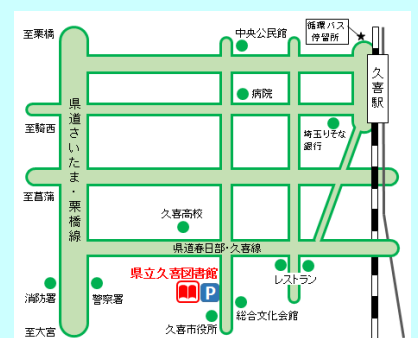 至栗橋
中央公民館
循環バス
停留所
久喜駅
病院
県道さいたま・栗橋線
至騎西
埼玉りそな
銀行
至菖蒲
久喜高校
県道春日部・久喜線
県立久喜図書館
P
レストラン
消防署
警察署
総合文化会館
久喜市役所
至大宮